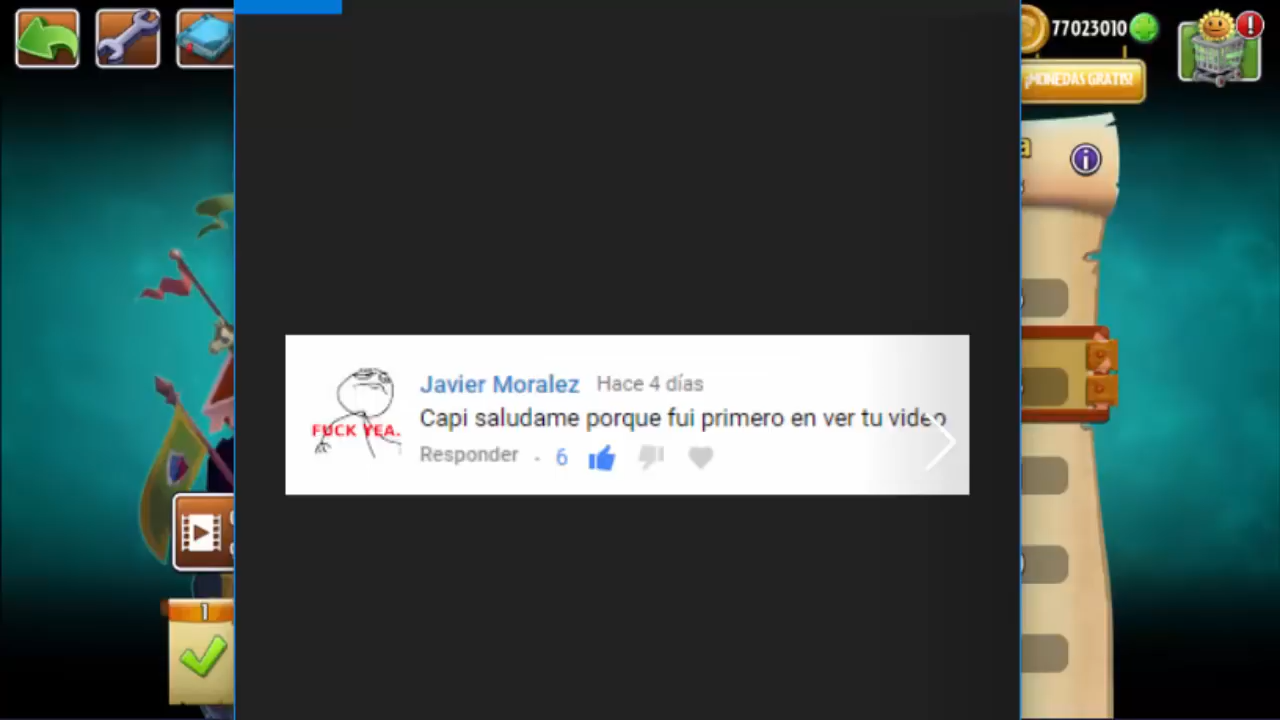 77023010
¡MONEDAS GRATIS!
Javier Moralez Hace 4 días
Capi saludame porque fui primero en ver tu video
FUCK YEA.
Responder . 6
1